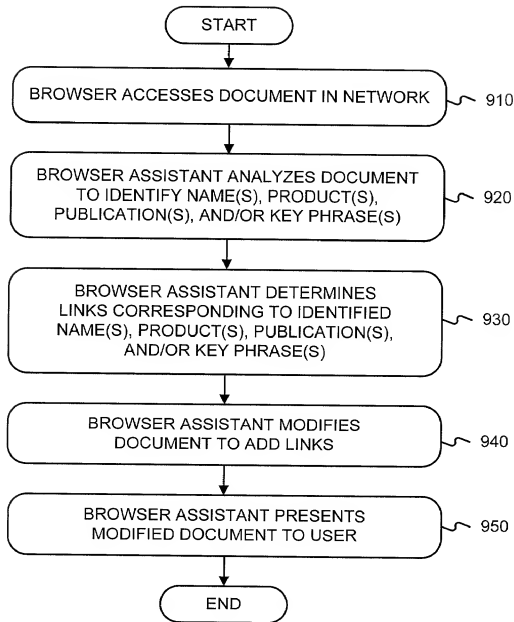 START
BROWSER ACCESSES DOCUMENT IN NETWORK
910
BROWSER ASSISTANT ANALYZES DOCUMENT
TO IDENTIFY NAME(S), PRODUCT(S),
PUBLICATION(S), AND/OR KEY PHRASE(S)
920
BROWSER ASSISTANT DETERMINES
LINKS CORRESPONDING TO IDENTIFIED
NAME(S), PRODUCT(S), PUBLICATION(S),
AND/OR KEY PHRASE(S)
930
BROWSER ASSISTANT MODIFIES
DOCUMENT TO ADD LINKS
940
BROWSER ASSISTANT PRESENTS
MODIFIED DOCUMENT TO USER
950
END